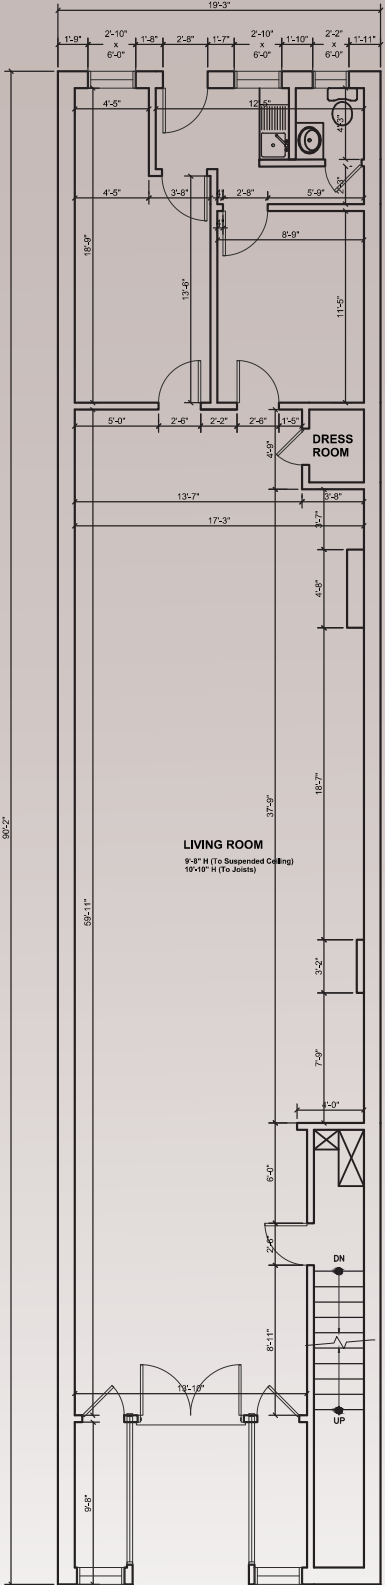 19'-3"
1'-9" 2'-10" x 6'-0" 1'-8" 2'-8" 1'-7" 2'-10" x 6'-0" 1'-10" 2'-2" x 6'-0" 1'-11"
4'-5" 12'-5" 4'-3"
4'-5" 3'-8" 2'-8" 5'-9" 2'-3"
18'-9" 13'-6" 8'-9" 11'-5"
5'-0" 2'-6" 2'-2" 2'-6" 1'-5" 4'-9"
DRESS
ROOM
13'-7" 3'-8"
17'-3" 3'-7"
4'-8"
90'-2" 59'-11" 37'-9" 18'-7"
LIVING ROOM
9'-8" H (To Suspended Ceiling)
10'-10" H (To Joists)
3'-2"
7'-9"
4'-0"
6'-0"
2'-6"
DN
8'-11"
13'-10"
UP
9'-8"